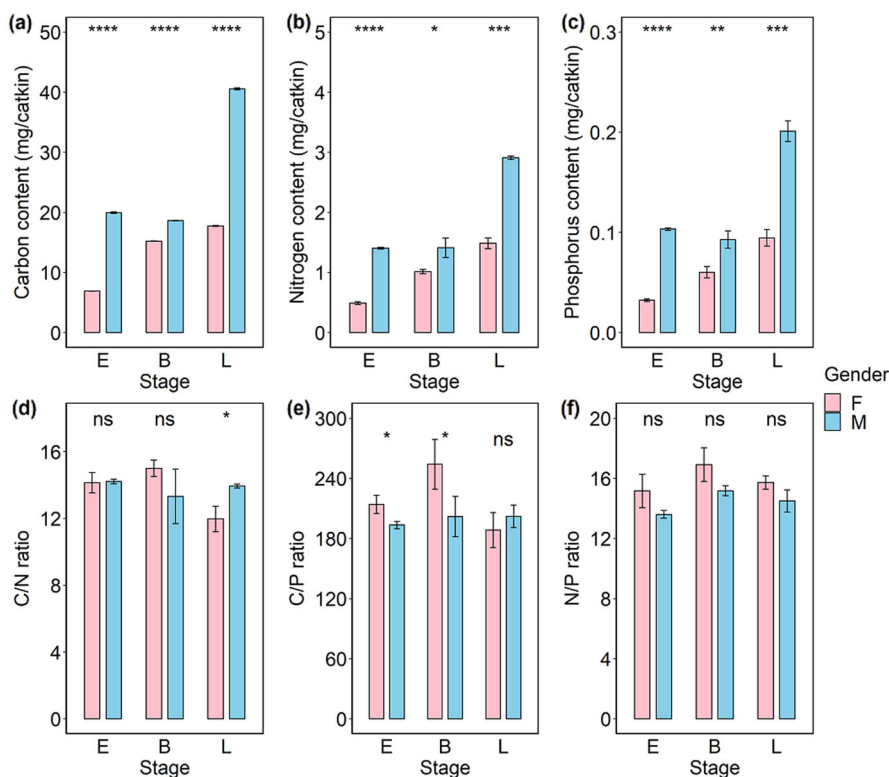 (a)
50
40
30
20
10
0
Carbon content (mg/catkin)
**** **** ****
E B L
Stage
(b)
5
4
3
2
1
0
Nitrogen content (mg/catkin)
**** * ***
E B L
Stage
(c)
0.3
0.2
0.1
0.0
Phosphorus content (mg/catkin)
**** ** ***
E B L
Stage
Gender
F
M
(d)
16
12
8
4
0
C/N ratio
ns ns *
E B L
Stage
(e)
300
240
180
120
60
0
C/P ratio
* * ns
E B L
Stage
(f)
20
16
12
8
4
0
N/P ratio
ns ns ns
E B L
Stage